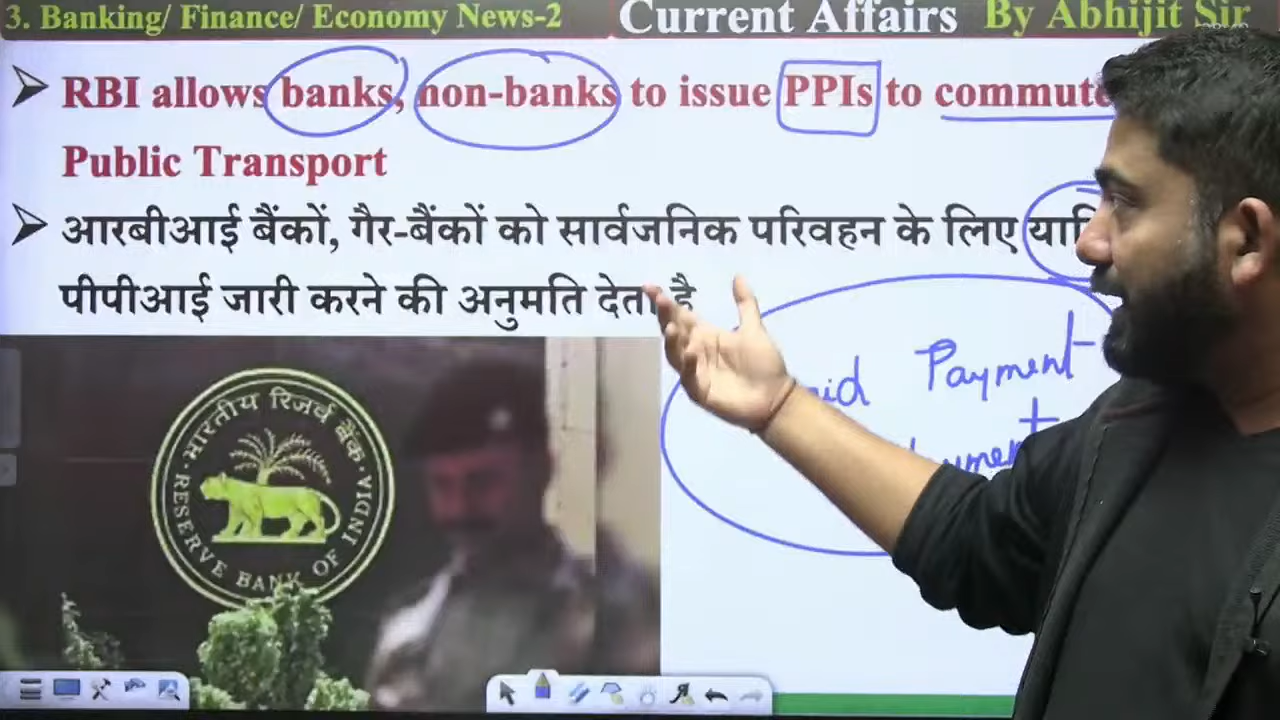 3. Banking/ Finance/ Economy News-2
Current Affairs
By Abhijit Sir
RBI allows banks, non-banks to issue PPIs to
Public Transport
आरबीआई बैंकों, गैर-बैंकों को सार्वजनिक परिवहन के लिए
पीपीआई जारी करने की अनुमति देता है
Payment
भारतीय रिज़र्व बैंक
RESERVE BANK OF INDIA